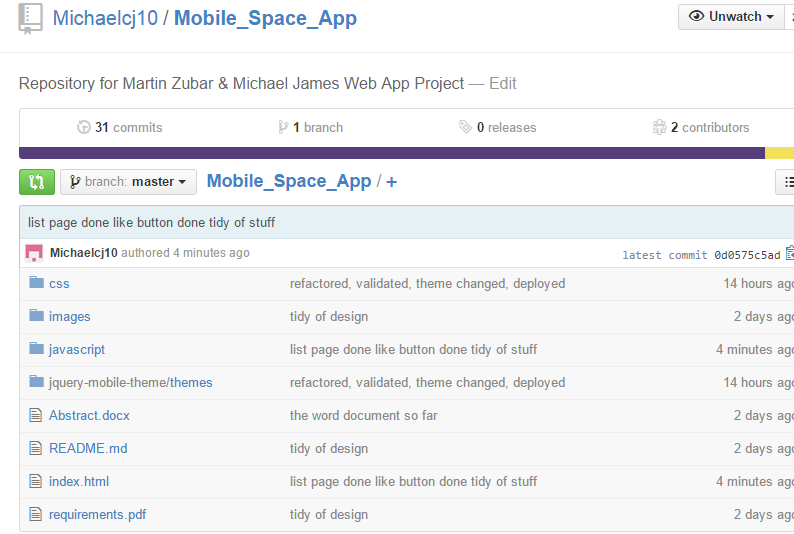 Michaelcj10 / Mobile_Space_App
Unwatch
Repository for Martin Zubar & Michael James Web App Project — Edit
31 commits 1 branch 0 releases 2 contributors
branch: master Mobile_Space_App / +
list page done like button done tidy of stuff
Michaelcj10 authored 4 minutes ago latest commit 0d0575c5ad
css refactored, validated, theme changed, deployed 14 hours ago
images tidy of design 2 days ago
javascript list page done like button done tidy of stuff 4 minutes ago
jquery-mobile-theme/themes refactored, validated, theme changed, deployed 14 hours ago
Abstract.docx the word document so far 2 days ago
README.md tidy of design 2 days ago
index.html list page done like button done tidy of stuff 4 minutes ago
requirements.pdf tidy of design 2 days ago